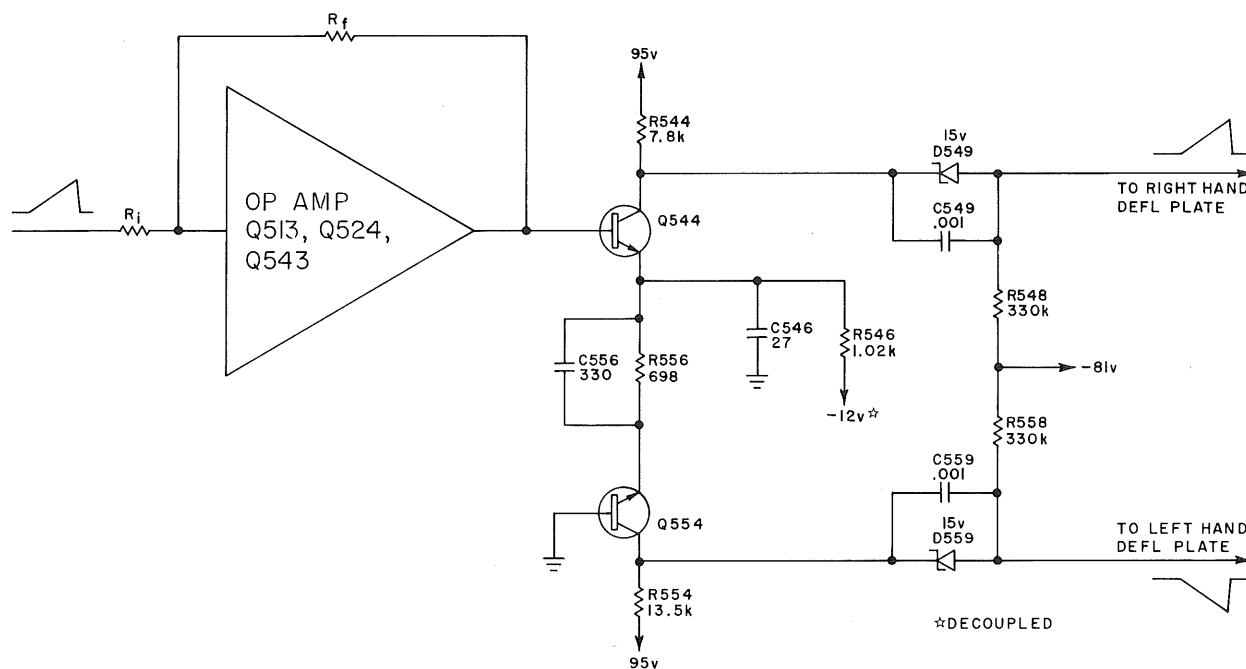 Rf
95v
R544
7.8k
15v
D549
TO RIGHT HAND
DEFL PLATE
OP AMP
Q513, Q524,
Q543
Ri
Q544
C549
.001
R548
330k
C546
27
R546
1.02k
C556
330
R556
698
-81v
-12v☆
R558
330k
C559
.001
Q554
15v
D559
TO LEFT HAND
DEFL PLATE
R554
13.5k
☆DECOUPLED
95v